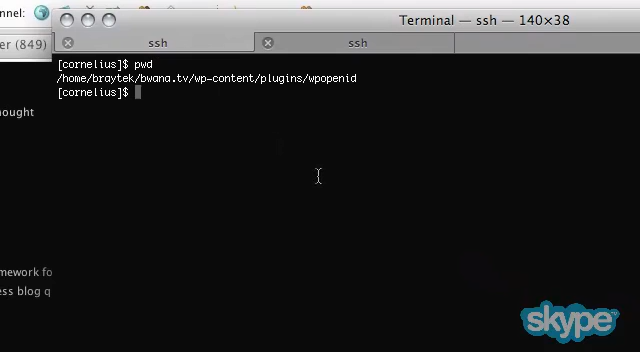 nnel:
Terminal — ssh — 140×38
er (849)
ssh
ssh
[cornelius]$ pwd
/home/braytek/bwana.tv/wp-content/plugins/wpopenid
[cornelius]$
ought
mework fo
ess blog q
skype